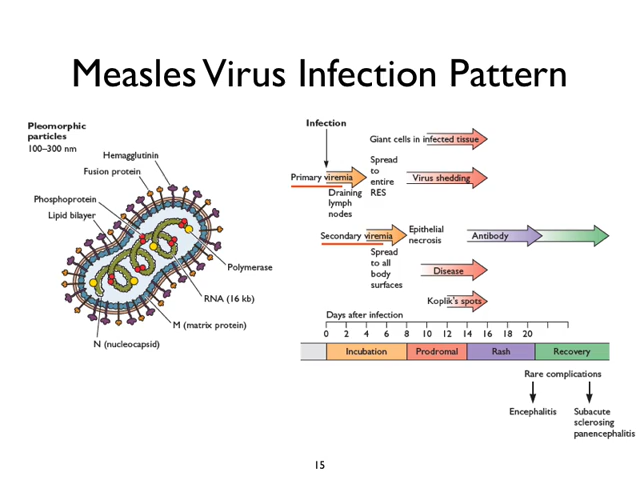 Measles Virus Infection Pattern
Pleomorphic
particles
100–300 nm
Hemagglutinin
Fusion protein
Phosphoprotein
Lipid bilayer
Polymerase
RNA (16 kb)
M (matrix protein)
N (nucleocapsid)
Infection
Giant cells in infected tissue
Primary viremia
Spread
to
entire
RES
Virus shedding
Draining
lymph
nodes
Secondary viremia
Epithelial
necrosis
Antibody
Spread
to all
body
surfaces
Disease
Koplik's spots
Days after infection
0 2 4 6 8 10 12 14 16 18 20
Incubation
Prodromal
Rash
Recovery
Rare complications
Encephalitis
Subacute
sclerosing
panencephalitis
15